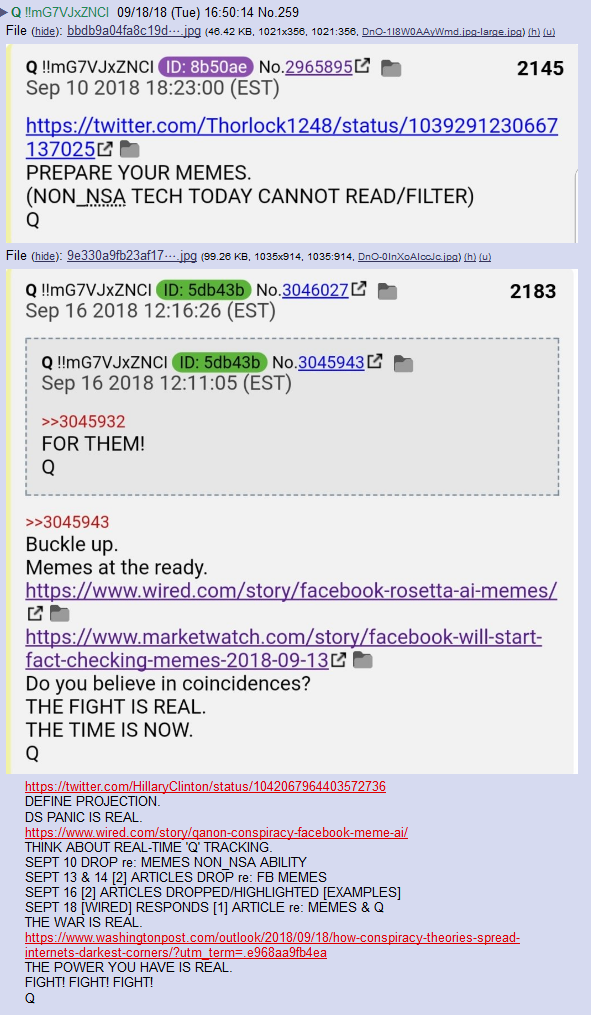 Q !!mG7VJxZNCI 09/18/18 (Tue) 16:50:14 No.259
File (hide): bbdb9a04fa8c19d⋯.jpg (46.42 KB, 1021x356, 1021:356, DnO-1I8W0AAyWmd.jpg-large.jpg) (h) (u)
Q !!mG7VJxZNCI ID: 8b50ae No.2965895 2145
Sep 10 2018 18:23:00 (EST)
https://twitter.com/Thorlock1248/status/1039291230667
137025
PREPARE YOUR MEMES.
(NON_NSA TECH TODAY CANNOT READ/FILTER)
Q
File (hide): 9e330a9fb23af17⋯.jpg (99.26 KB, 1035x914, 1035:914, DnO-0InXoAIccJc.jpg) (h) (u)
Q !!mG7VJxZNCI ID: 5db43b No.3046027 2183
Sep 16 2018 12:16:26 (EST)
Q !!mG7VJxZNCI ID: 5db43b No.3045943
Sep 16 2018 12:11:05 (EST)
>>3045932
FOR THEM!
Q
>>3045943
Buckle up.
Memes at the ready.
https://www.wired.com/story/facebook-rosetta-ai-memes/
https://www.marketwatch.com/story/facebook-will-start-
fact-checking-memes-2018-09-13
Do you believe in coincidences?
THE FIGHT IS REAL.
THE TIME IS NOW.
Q
https://twitter.com/HillaryClinton/status/1042067964403572736
DEFINE PROJECTION.
DS PANIC IS REAL.
https://www.wired.com/story/qanon-conspiracy-facebook-meme-ai/
THINK ABOUT REAL-TIME 'Q' TRACKING.
SEPT 10 DROP re: MEMES NON_NSA ABILITY
SEPT 13 & 14 [2] ARTICLES DROP re: FB MEMES
SEPT 16 [2] ARTICLES DROPPED/HIGHLIGHTED [EXAMPLES]
SEPT 18 [WIRED] RESPONDS [1] ARTICLE re: MEMES & Q
THE WAR IS REAL.
https://www.washingtonpost.com/outlook/2018/09/18/how-conspiracy-theories-spread-
internets-darkest-corners/?utm_term=.e968aa9fb4ea
THE POWER YOU HAVE IS REAL.
FIGHT! FIGHT! FIGHT!
Q